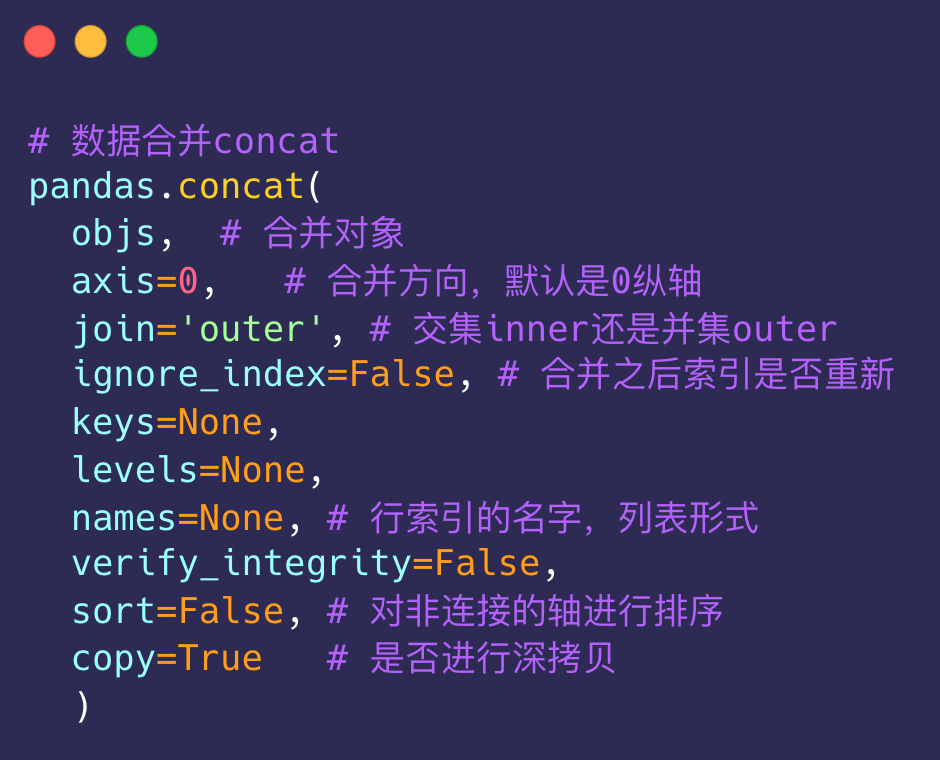 # 数据合并concat
pandas.concat(
  objs,  # 合并对象
  axis=0,   # 合并方向，默认是0纵轴
  join='outer', # 交集inner还是并集outer
  ignore_index=False, # 合并之后索引是否重新
  keys=None,
  levels=None,
  names=None, # 行索引的名字，列表形式
  verify_integrity=False,
  sort=False, # 对非连接的轴进行排序
  copy=True   # 是否进行深拷贝
  )